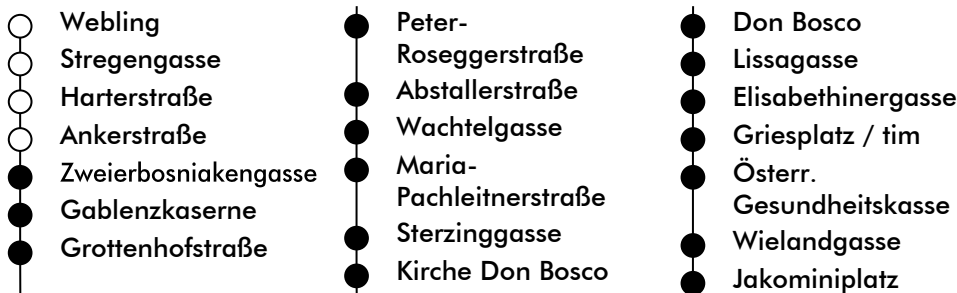 Webling
Stregengasse
Harterstraße
Ankerstraße
Zweierbosniakengasse
Gablenzkaserne
Grottenhofstraße
Peter-
Roseggerstraße
Abstallerstraße
Wachtelgasse
Maria-
Pachleitnerstraße
Sterzinggasse
Kirche Don Bosco
Don Bosco
Lissagasse
Elisabethinergasse
Griesplatz / tim
Österr.
Gesundheitskasse
Wielandgasse
Jakominiplatz